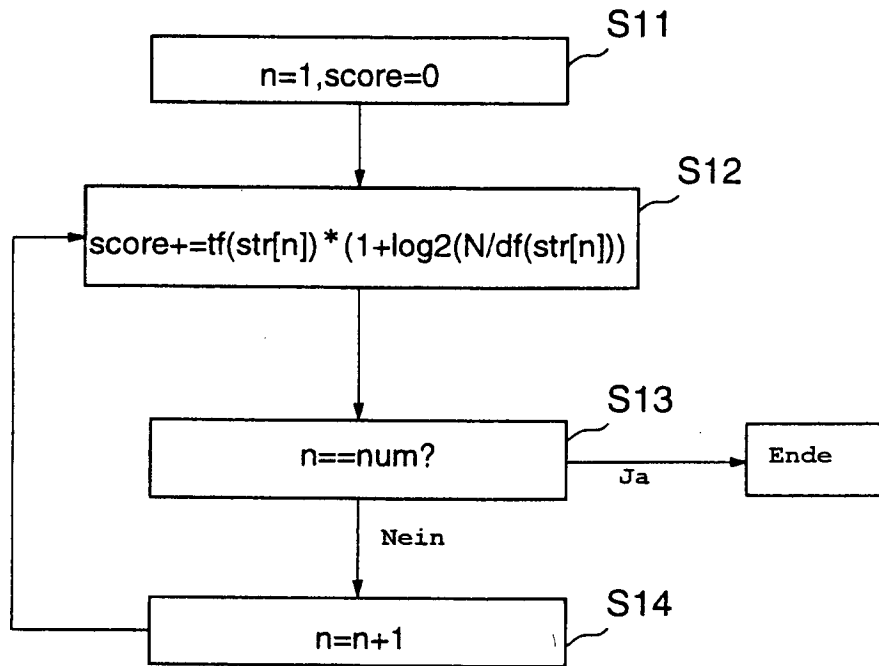 S11
n=1,score=0
S12
score+=tf(str[n])*(1+log2(N/df(str[n]))
S13
n==num?
Ja
Ende
Nein
S14
n=n+1